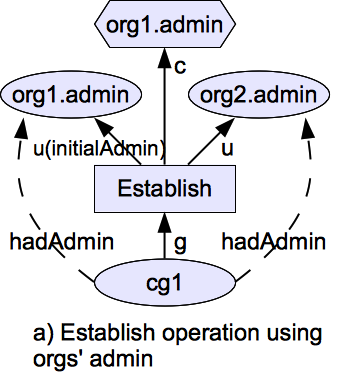 org1.admin
c
org1.admin
org2.admin
u(initialAdmin)
u
Establish
hadAdmin
g
hadAdmin
cg1
a) Establish operation using
orgs' admin